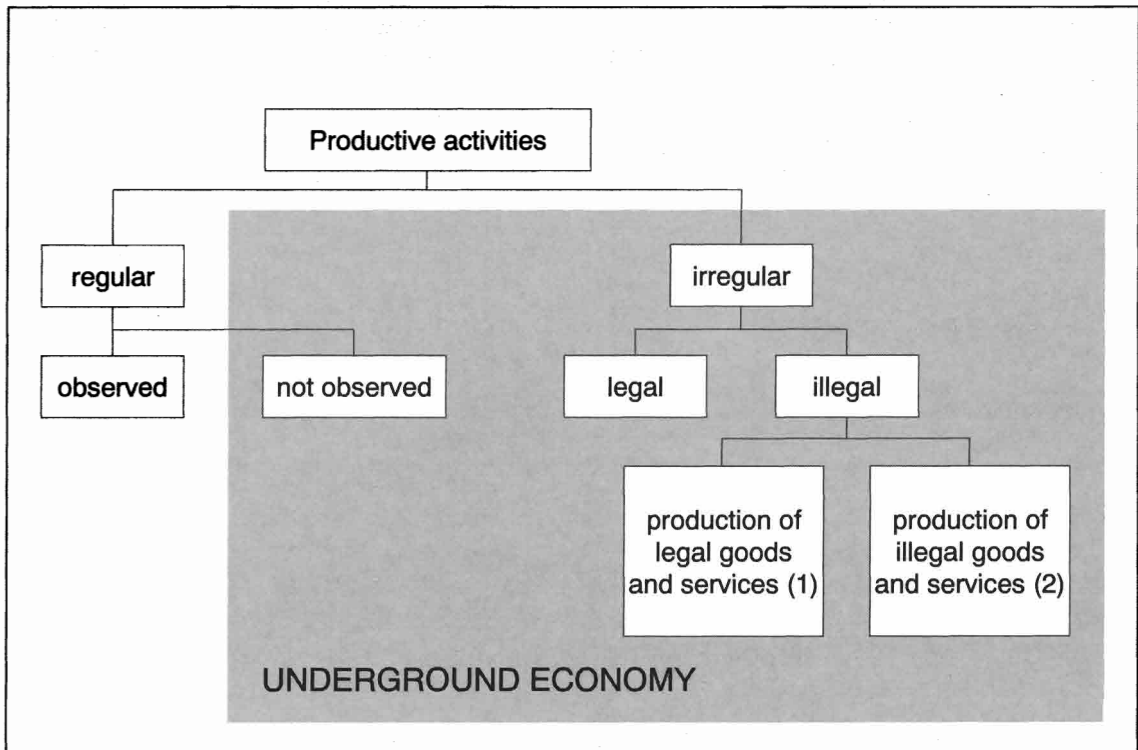 Productive activities
regular
irregular
observed
not observed
legal
illegal
production of
legal goods
and services (1)
production of
illegal goods
and services (2)
UNDERGROUND ECONOMY